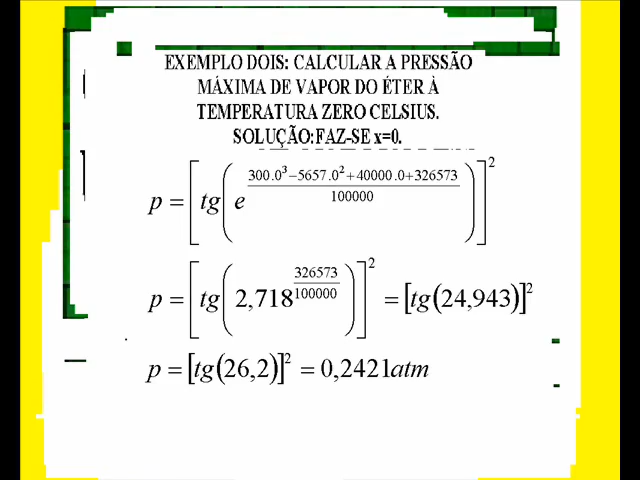 EXEMPLO DOIS: CALCULAR A PRESSÃO
MÁXIMA DE VAPOR DO ÉTER À
TEMPERATURA ZERO CELSIUS.
SOLUÇÃO:FAZ-SE x=0.
p = [tg(e^((300.0³−5657.0²+40000.0+326573)/100000))]²
p = [tg(2,718^(326573/100000))]² = [tg(24,943)]²
p = [tg(26,2)]² = 0,2421atm